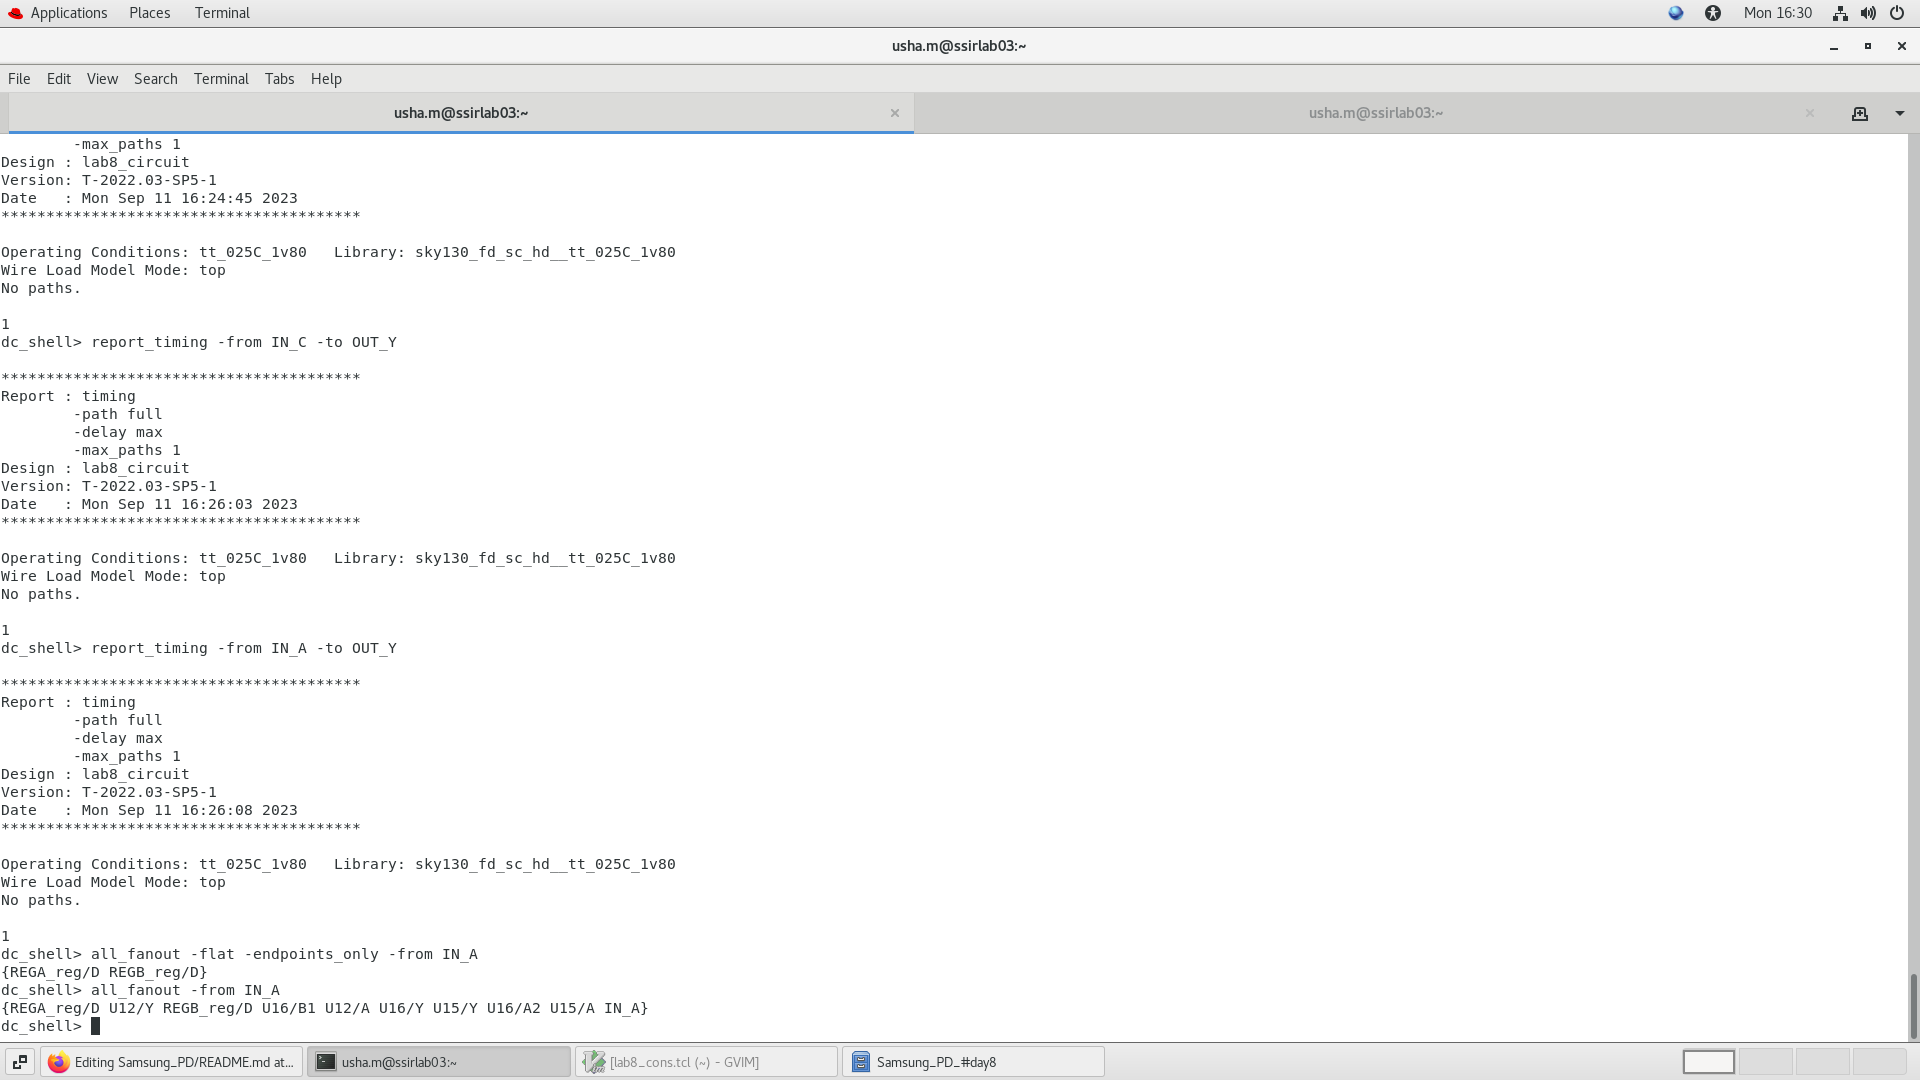 Applications Places Terminal Mon 16:30
usha.m@ssirlab03:~
File Edit View Search Terminal Tabs Help
usha.m@ssirlab03:~ × usha.m@ssirlab03:~ ×
        -max_paths 1
Design : lab8_circuit
Version: T-2022.03-SP5-1
Date   : Mon Sep 11 16:24:45 2023
****************************************
Operating Conditions: tt_025C_1v80   Library: sky130_fd_sc_hd__tt_025C_1v80
Wire Load Model Mode: top
No paths.
1
dc_shell> report_timing -from IN_C -to OUT_Y
****************************************
Report : timing
        -path full
        -delay max
        -max_paths 1
Design : lab8_circuit
Version: T-2022.03-SP5-1
Date   : Mon Sep 11 16:26:03 2023
****************************************
Operating Conditions: tt_025C_1v80   Library: sky130_fd_sc_hd__tt_025C_1v80
Wire Load Model Mode: top
No paths.
1
dc_shell> report_timing -from IN_A -to OUT_Y
****************************************
Report : timing
        -path full
        -delay max
        -max_paths 1
Design : lab8_circuit
Version: T-2022.03-SP5-1
Date   : Mon Sep 11 16:26:08 2023
****************************************
Operating Conditions: tt_025C_1v80   Library: sky130_fd_sc_hd__tt_025C_1v80
Wire Load Model Mode: top
No paths.
1
dc_shell> all_fanout -flat -endpoints_only -from IN_A
{REGA_reg/D REGB_reg/D}
dc_shell> all_fanout -from IN_A
{REGA_reg/D U12/Y REGB_reg/D U16/B1 U12/A U16/Y U15/Y U16/A2 U15/A IN_A}
dc_shell>
Editing Samsung_PD/README.md at... usha.m@ssirlab03:~ [lab8_cons.tcl (~) - GVIM] Samsung_PD_#day8